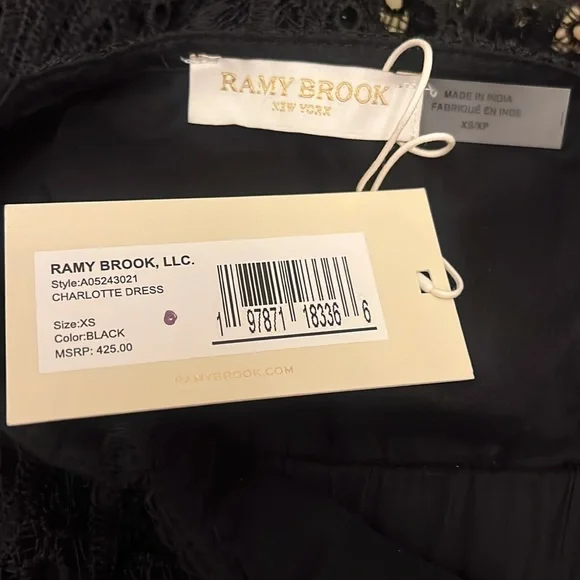 RAMY BROOK
NEW YORK
MADE IN INDIA
FABRIQUÉ EN INDE
XS/XP
RAMY BROOK, LLC.
Style:A05243021
CHARLOTTE DRESS
Size:XS
Color:BLACK
MSRP: 425.00
1 97871 18336 6
RAMYBROOK.COM